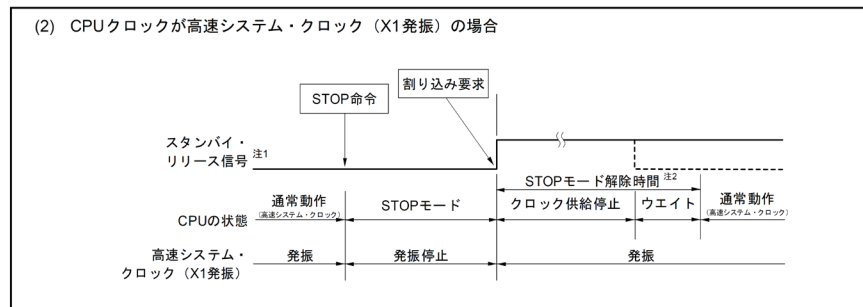 (2) CPUクロックが高速システム・クロック（X1発振）の場合
割り込み要求
STOP命令
スタンバイ・
リリース信号 注1
STOPモード解除時間 注2
通常動作
(高速システム・クロック)
STOPモード
クロック供給停止
ウエイト
通常動作
(高速システム・クロック)
CPUの状態
高速システム・
クロック（X1発振）
発振
発振停止
発振